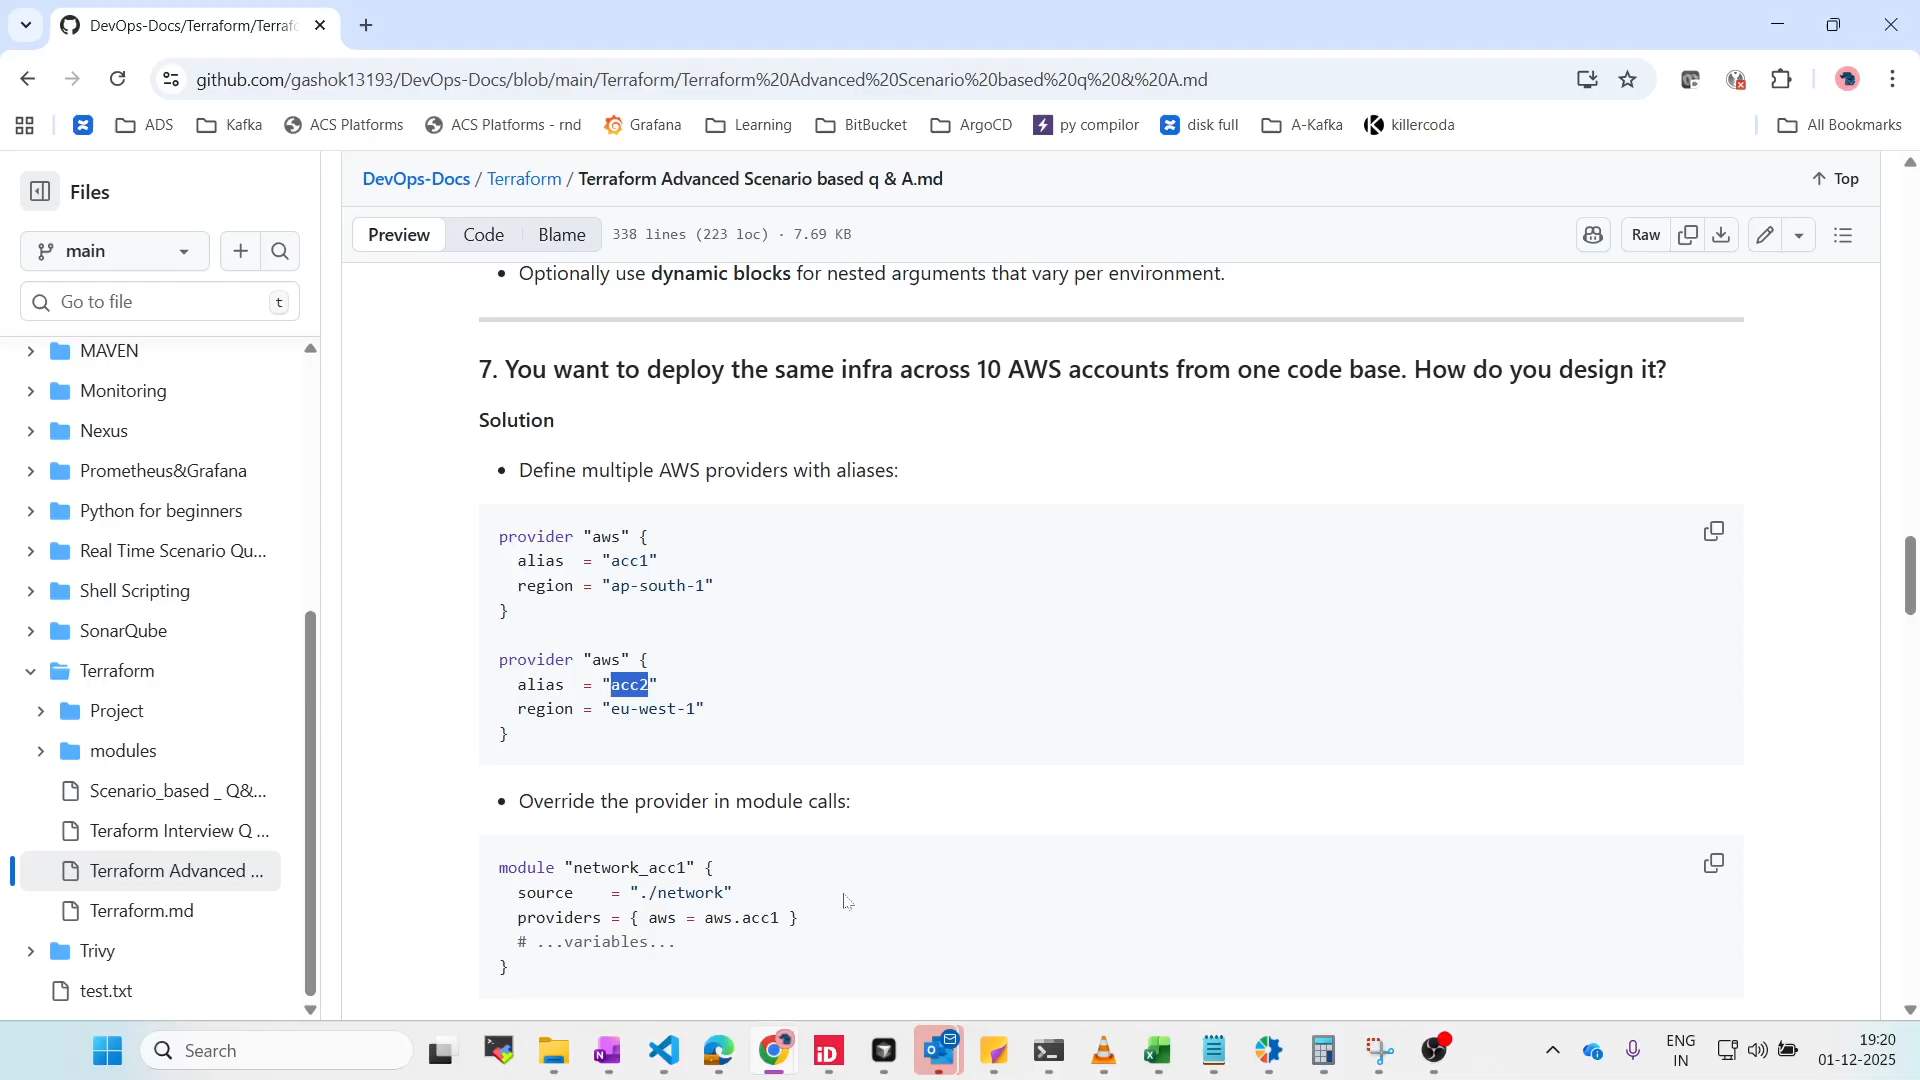 DevOps-Docs/Terraform/Terrafo
github.com/gashok13193/DevOps-Docs/blob/main/Terraform/Terraform%20Advanced%20Scenario%20based%20q%20&%20A.md
ADS
Kafka
ACS Platforms
ACS Platforms - rnd
Grafana
Learning
BitBucket
ArgoCD
py compilor
disk full
A-Kafka
killercoda
All Bookmarks
Files
main
Go to file
t
MAVEN
Monitoring
Nexus
Prometheus&Grafana
Python for beginners
Real Time Scenario Qu...
Shell Scripting
SonarQube
Terraform
Project
modules
Scenario_based _ Q&...
Teraform Interview Q ...
Terraform Advanced ...
Terraform.md
Trivy
test.txt
DevOps-Docs / Terraform / Terraform Advanced Scenario based q & A.md
Top
Preview
Code
Blame
338 lines (223 loc) · 7.69 KB
Raw
• Optionally use dynamic blocks for nested arguments that vary per environment.
7. You want to deploy the same infra across 10 AWS accounts from one code base. How do you design it?
Solution
• Define multiple AWS providers with aliases:
provider "aws" {
alias = "acc1"
region = "ap-south-1"
}
provider "aws" {
alias = "acc2"
region = "eu-west-1"
}
• Override the provider in module calls:
module "network_acc1" {
source = "./network"
providers = { aws = aws.acc1 }
# ...variables...
}
Search
ENG
IN
19:20
01-12-2025